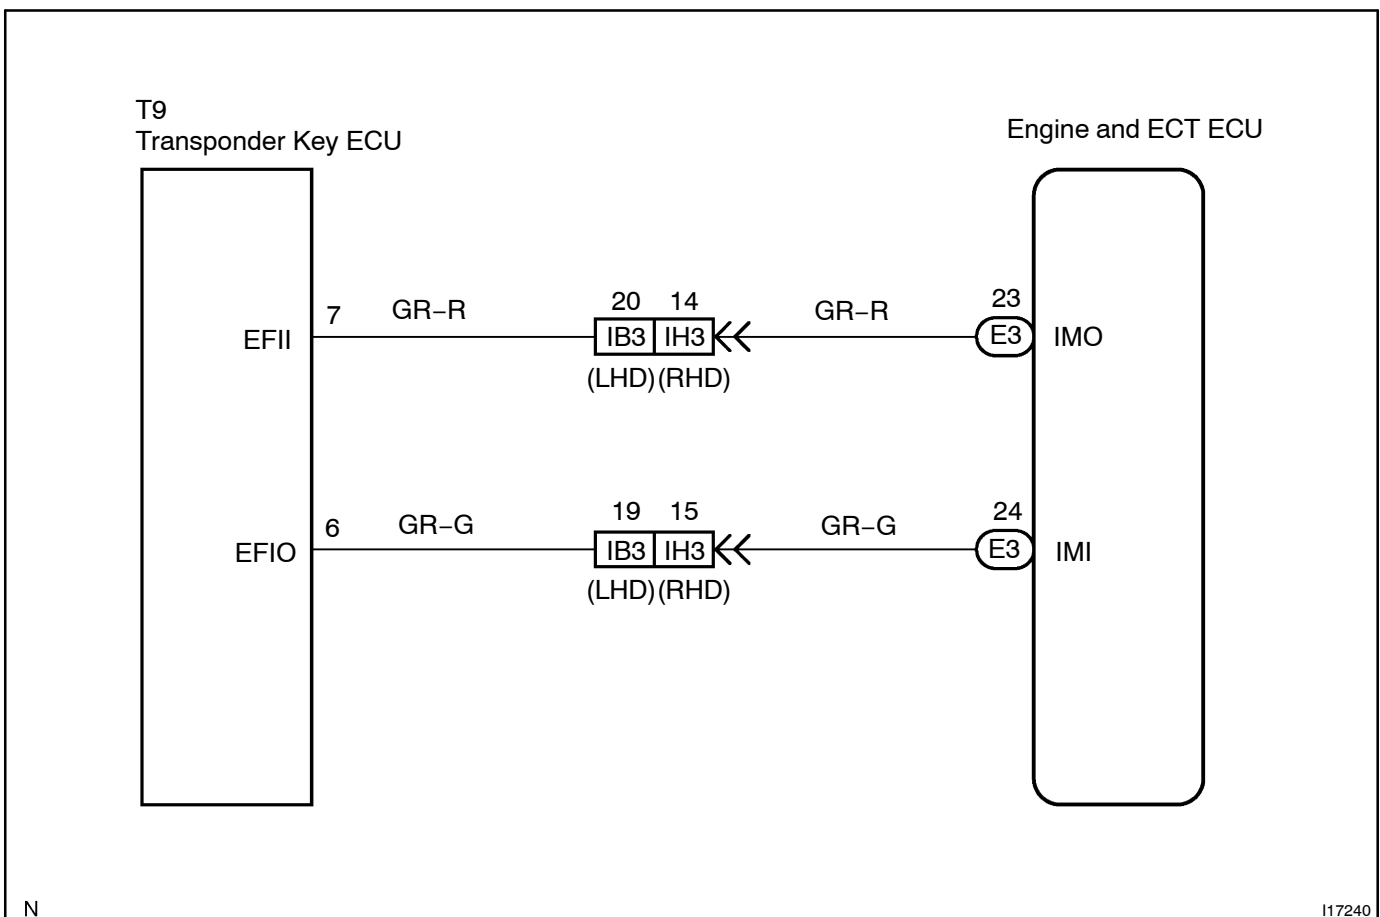 T9
Transponder Key ECU
Engine and ECT ECU
EFII
7
GR−R
20 14
IB3 IH3
(LHD) (RHD)
GR−R
23
E3
IMO
EFIO
6
GR−G
19 15
IB3 IH3
(LHD) (RHD)
GR−G
24
E3
IMI
N
I17240